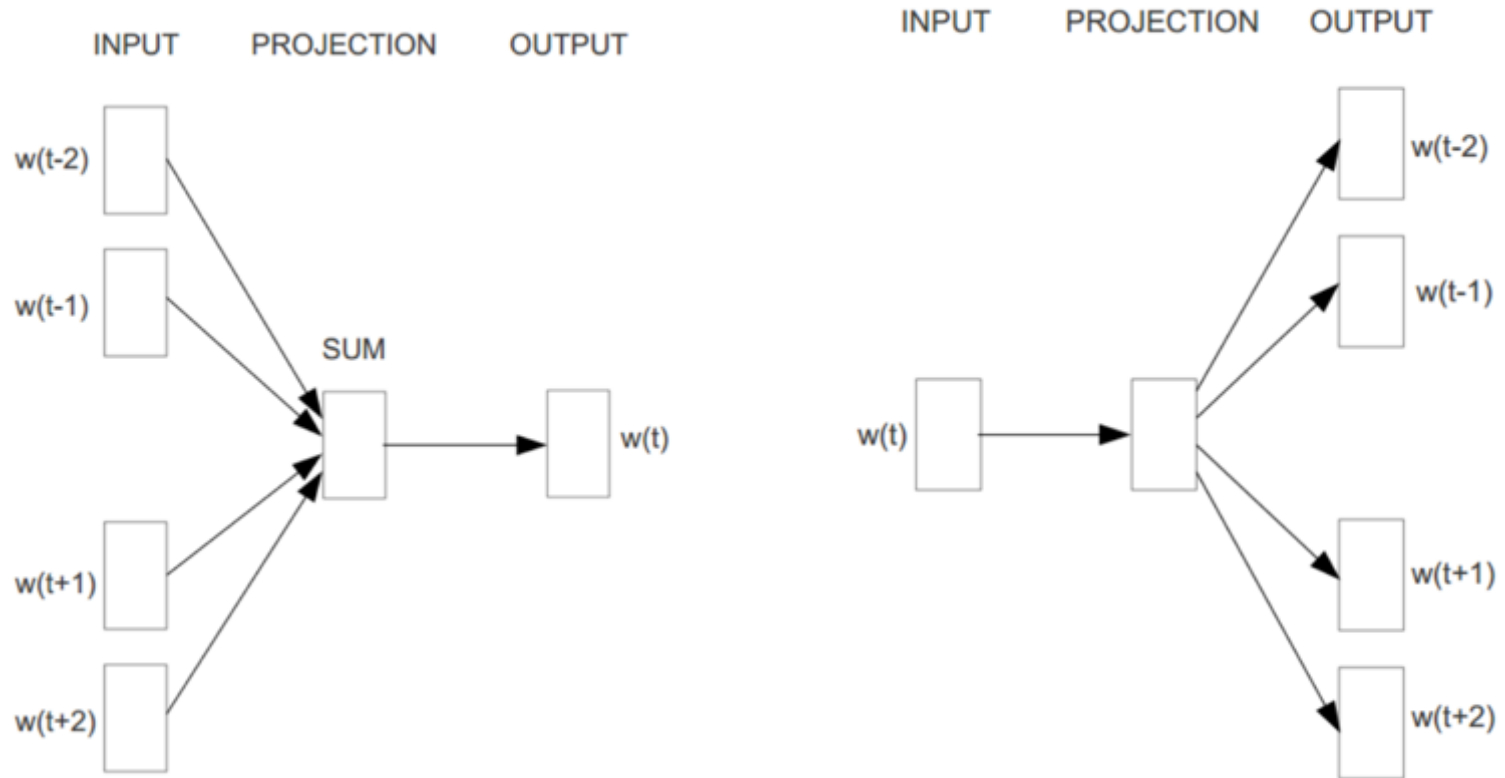 INPUT PROJECTION OUTPUT
w(t-2)
w(t-1)
SUM
w(t)
w(t+1)
w(t+2)
INPUT PROJECTION OUTPUT
w(t-2)
w(t-1)
w(t)
w(t+1)
w(t+2)